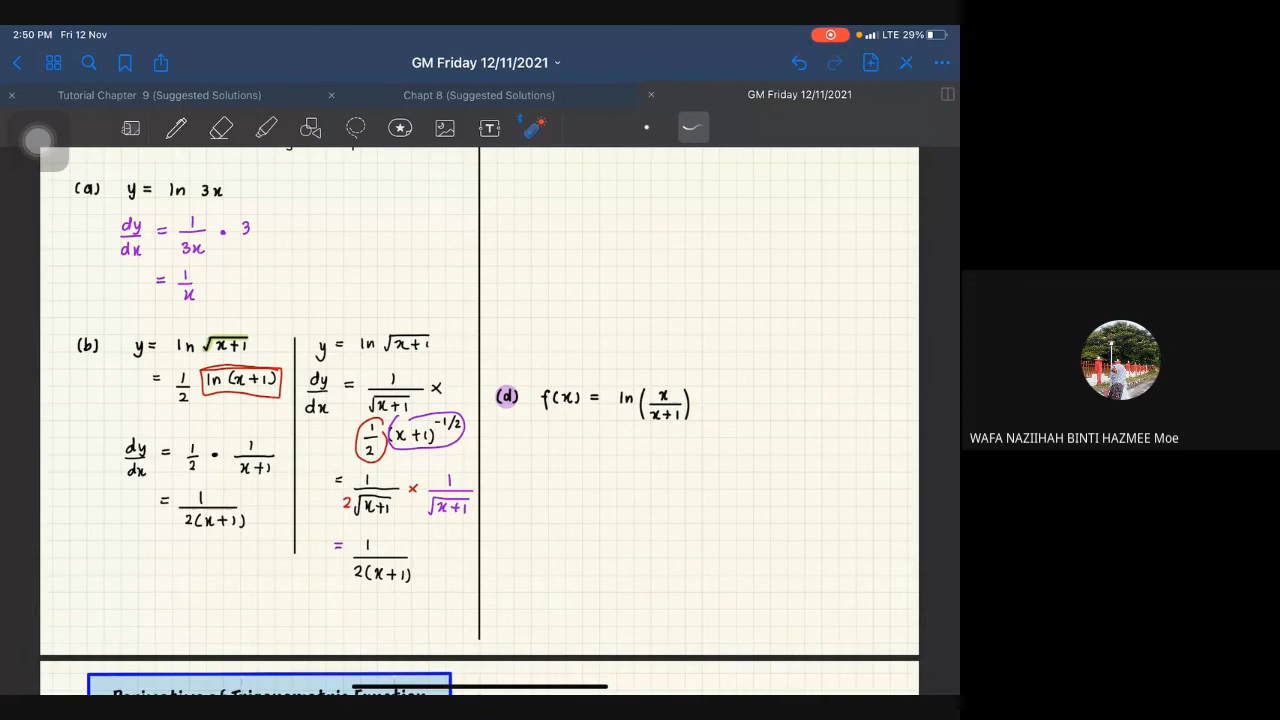 2:50 PM Fri 12 Nov
LTE 29%
GM Friday 12/11/2021
Tutorial Chapter 9 (Suggested Solutions)
Chapt 8 (Suggested Solutions)
GM Friday 12/11/2021
(a) y = ln 3x
dy/dx = 1/3x • 3
= 1/x
(b) y = ln √(x+1)
= 1/2 ln (x+1)
dy/dx = 1/2 • 1/(x+1)
= 1/(2(x+1))
y = ln √(x+1)
dy/dx = 1/√(x+1) ×
1/2 (x+1)^(-1/2)
= 1/(2√(x+1)) × 1/√(x+1)
= 1/(2(x+1))
(d) f(x) = ln (x/(x+1))
WAFA NAZIIHAH BINTI HAZMEE Moe